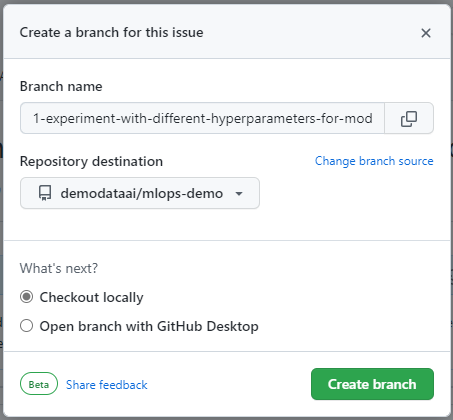 Create a branch for this issue
Branch name
1-experiment-with-different-hyperparameters-for-mod
Repository destination
Change branch source
demodataai/mlops-demo
What's next?
Checkout locally
Open branch with GitHub Desktop
Beta
Share feedback
Create branch